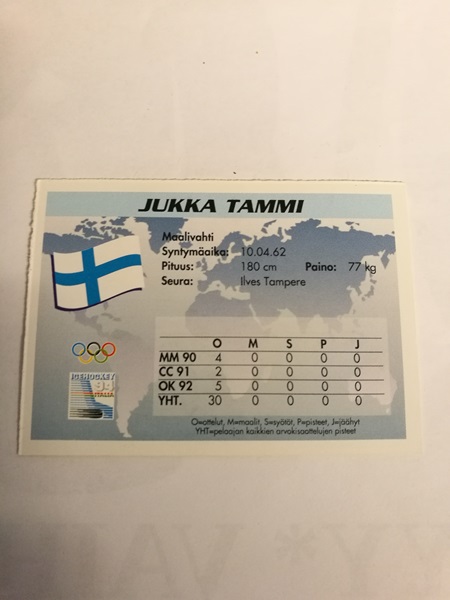 JUKKA TAMMI
Maalivahti
Syntymäaika: 10.04.62
Pituus: 180 cm Paino: 77 kg
Seura: Ilves Tampere
O M S P J
MM 90 4 0 0 0 0
CC 91 2 0 0 0 0
OK 92 5 0 0 0 0
YHT. 30 0 0 0 0
O=ottelut, M=maalit, S=syötöt, P=pisteet, J=jäähyt
YHT=pelaajan kaikkien arvokisaottelujen pisteet
ICEHOCKEY
94
ITALIA